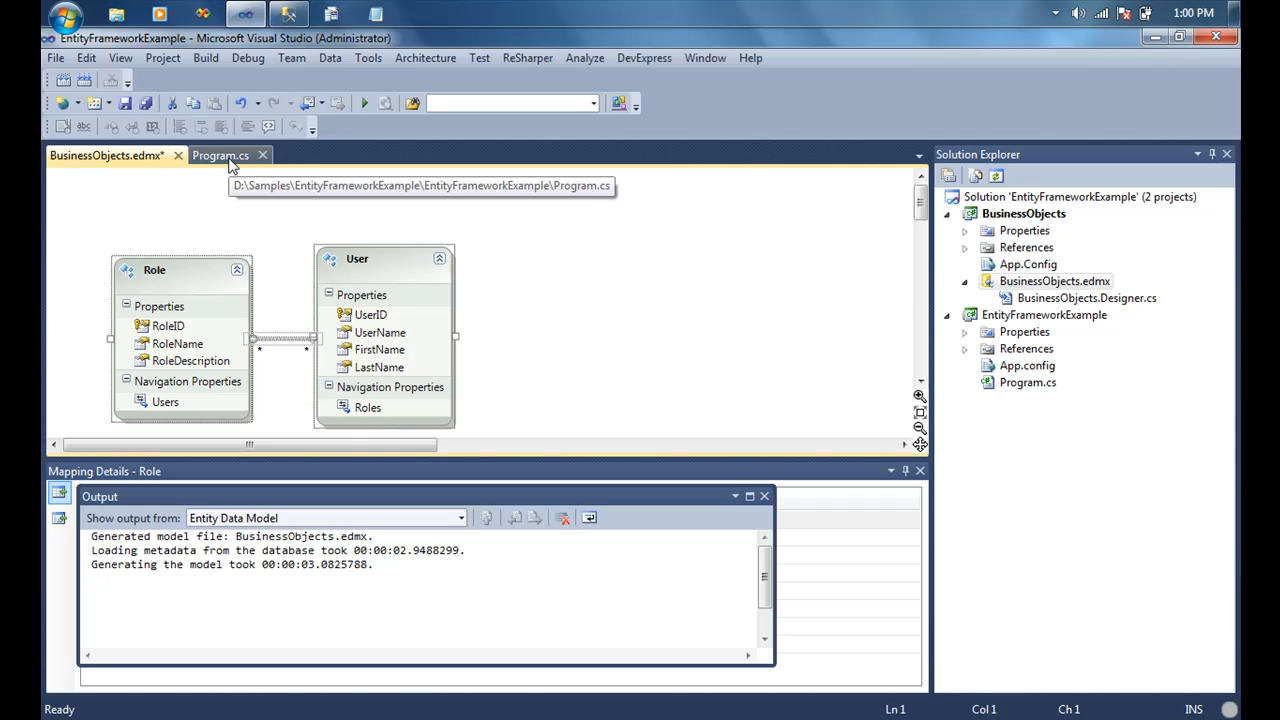 1:00 PM
EntityFrameworkExample - Microsoft Visual Studio (Administrator)
File Edit View Project Build Debug Team Data Tools Architecture Test ReSharper Analyze DevExpress Window Help
abc
BusinessObjects.edmx* Program.cs
D:\Samples\EntityFrameworkExample\EntityFrameworkExample\Program.cs
Role
Properties
RoleID
RoleName
RoleDescription
Navigation Properties
Users
* *
User
Properties
UserID
UserName
FirstName
LastName
Navigation Properties
Roles
Solution Explorer
Solution 'EntityFrameworkExample' (2 projects)
BusinessObjects
Properties
References
App.Config
BusinessObjects.edmx
BusinessObjects.Designer.cs
EntityFrameworkExample
Properties
References
App.config
Program.cs
Mapping Details - Role
Output
Show output from: Entity Data Model
Generated model file: BusinessObjects.edmx.
Loading metadata from the database took 00:00:02.9488299.
Generating the model took 00:00:03.0825788.
Ready Ln 1 Col 1 Ch 1 INS